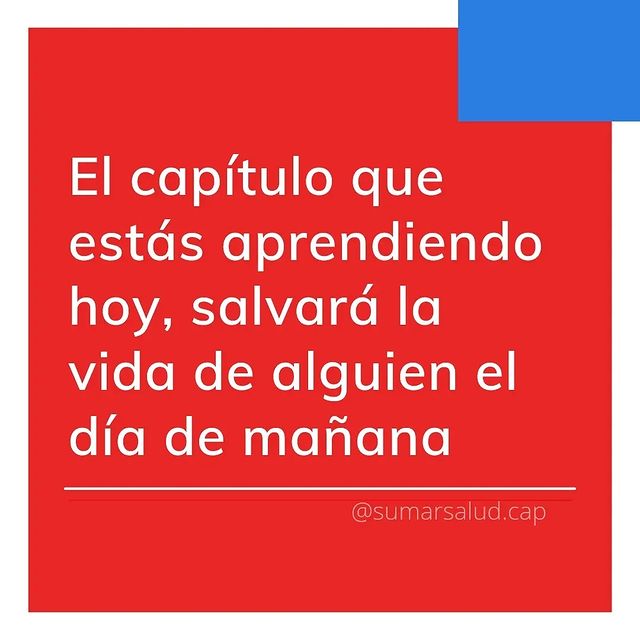 El capítulo que
estás aprendiendo
hoy, salvará la
vida de alguien el
día de mañana
@sumarsalud.cap